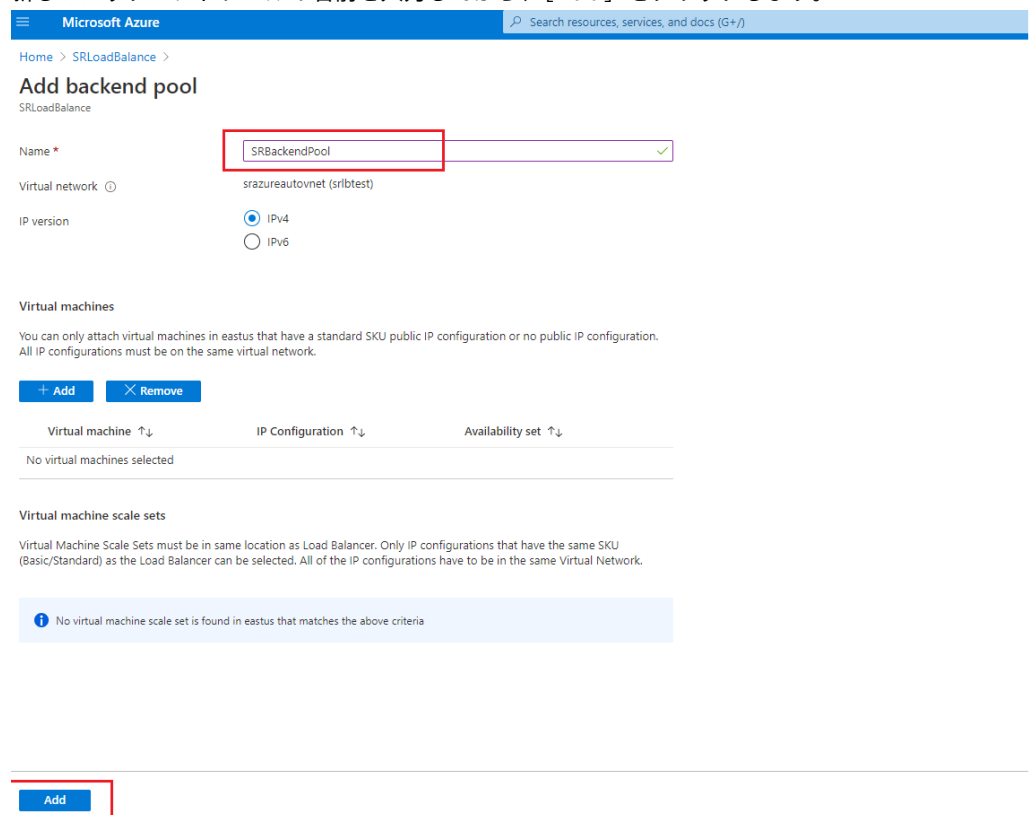 Microsoft Azure
Search resources, services, and docs (G+/)
Home > SRLoadBalance >
Add backend pool
SRLoadBalance
Name *
SRBackendPool
Virtual network
srazureautovnet (srlbtest)
IP version
IPv4
IPv6
Virtual machines
You can only attach virtual machines in eastus that have a standard SKU public IP configuration or no public IP configuration.
All IP configurations must be on the same virtual network.
+ Add
× Remove
Virtual machine ↑↓ IP Configuration ↑↓ Availability set ↑↓
No virtual machines selected
Virtual machine scale sets
Virtual Machine Scale Sets must be in same location as Load Balancer. Only IP configurations that have the same SKU
(Basic/Standard) as the Load Balancer can be selected. All of the IP configurations have to be in the same Virtual Network.
No virtual machine scale set is found in eastus that matches the above criteria
Add